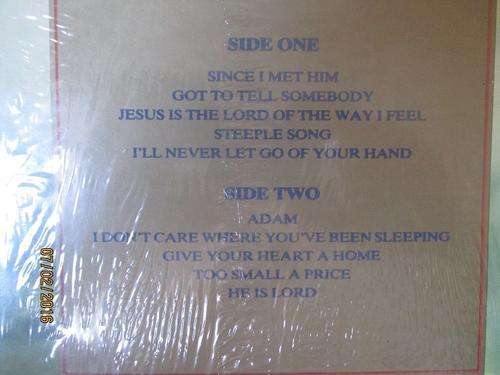 SIDE ONE
SINCE I MET HIM
GOT TO TELL SOMEBODY
JESUS IS THE LORD OF THE WAY I FEEL
STEEPLE SONG
I'LL NEVER LET GO OF YOUR HAND
SIDE TWO
ADAM
I DON'T CARE WHERE YOU'VE BEEN SLEEPING
GIVE YOUR HEART A HOME
TOO SMALL A PRICE
HE IS LORD
07/02/2016